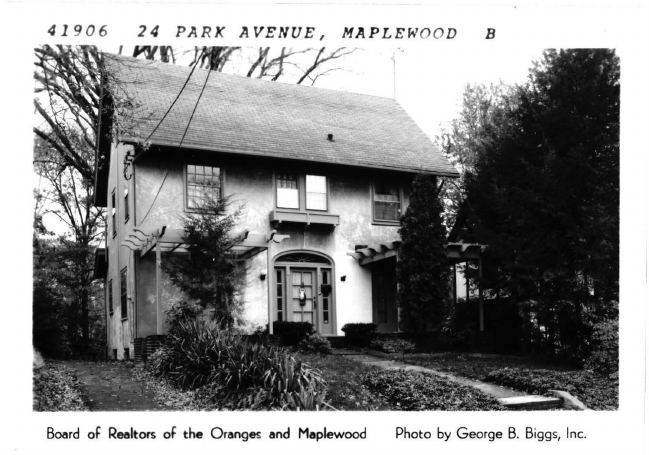 41906 24 PARK AVENUE, MAPLEWOOD B
Board of Realtors of the Oranges and Maplewood Photo by George B. Biggs, Inc.